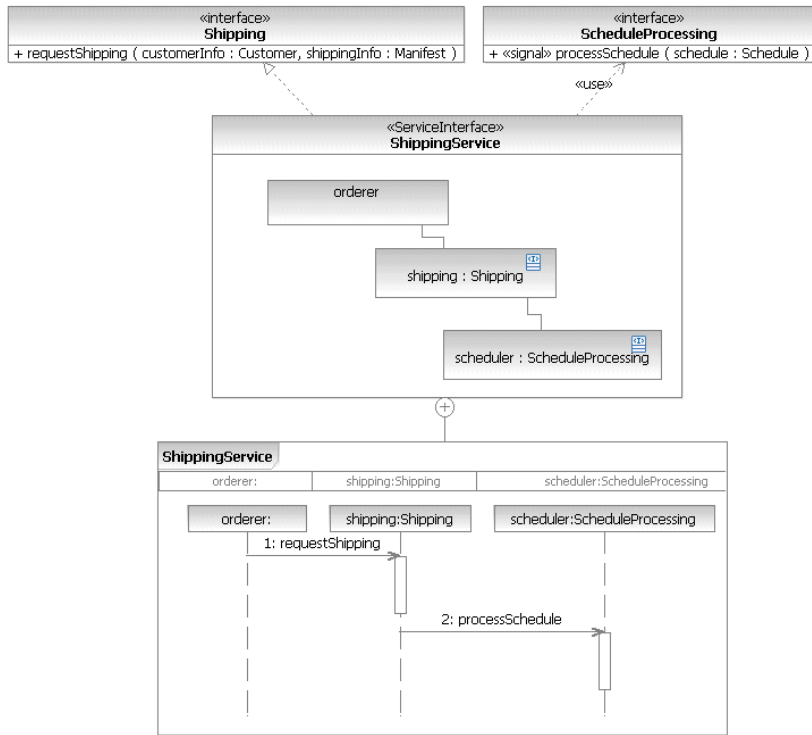 «interface»
Shipping
+ requestShipping ( customerInfo : Customer, shippingInfo : Manifest )
«interface»
ScheduleProcessing
+ «signal» processSchedule ( schedule : Schedule )
«use»
«ServiceInterface»
ShippingService
orderer
shipping : Shipping
scheduler : ScheduleProcessing
ShippingService
orderer:
shipping:Shipping
scheduler:ScheduleProcessing
orderer:
shipping:Shipping
scheduler:ScheduleProcessing
1: requestShipping
2: processSchedule